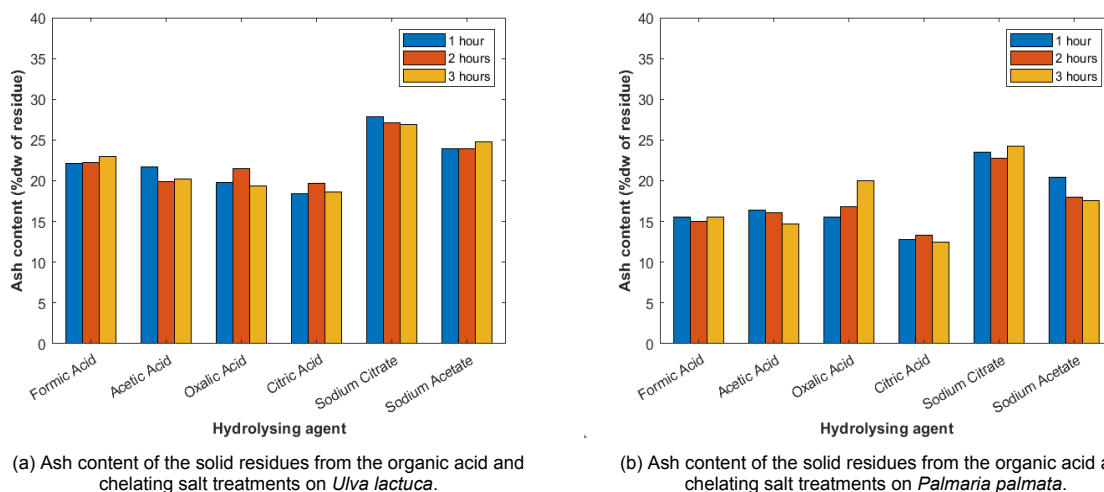 40
35
30
25
20
15
10
5
0
Ash content (%dw of residue)
1 hour
2 hours
3 hours
Formic Acid
Acetic Acid
Oxalic Acid
Citric Acid
Sodium Citrate
Sodium Acetate
Hydrolysing agent
(a) Ash content of the solid residues from the organic acid and
chelating salt treatments on Ulva lactuca.
40
35
30
25
20
15
10
5
0
Ash content (%dw of residue)
1 hour
2 hours
3 hours
Formic Acid
Acetic Acid
Oxalic Acid
Citric Acid
Sodium Citrate
Sodium Acetate
Hydrolysing agent
(b) Ash content of the solid residues from the organic acid a
chelating salt treatments on Palmaria palmata.